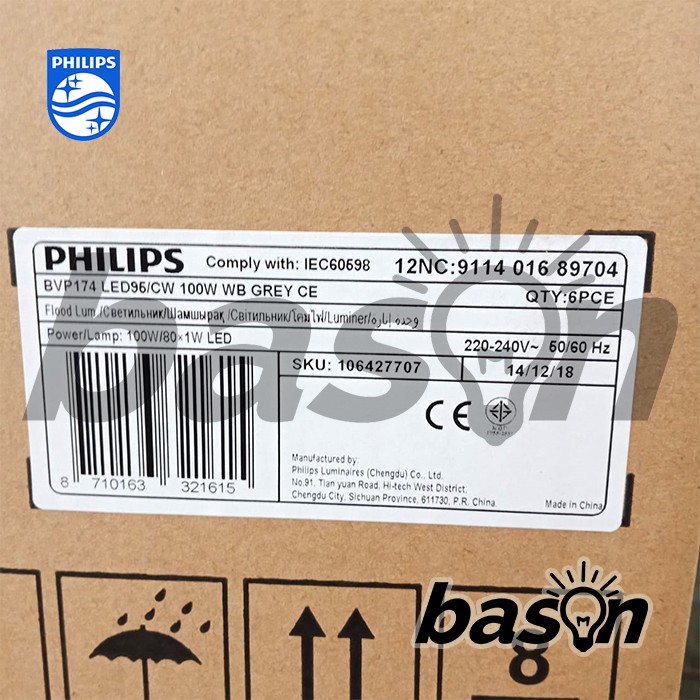 PHILIPS
PHILIPS Comply with: IEC60598 12NC:9114 016 89704
BVP174 LED96/CW 100W WB GREY CE QTY:6PCE
Flood Lum./Светильник/Шамшырақ /Світильник/โคมไฟ/Luminer/وحدة إنارة
Power/Lamp: 100W/80×1W LED 220-240V~ 50/60 Hz
SKU: 106427707 14/12/18
bason
CE
Manufactured by:
Philips Luminaires (Chengdu) Co., Ltd.
No.91, Tian yuan Road, Hi-tech West District.
Chengdu City, Sichuan Province, 611730, P.R. China.
Made in China
8 710163 321615
bason
8